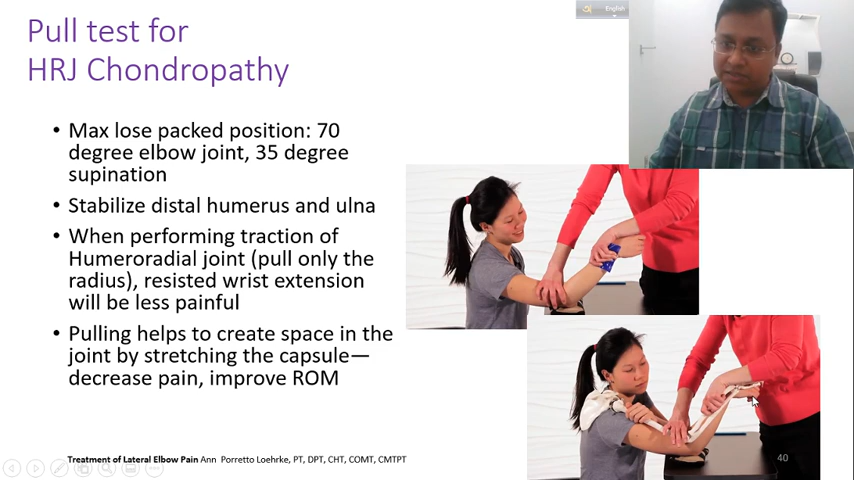 Pull test for
HRJ Chondropathy
English
• Max lose packed position: 70
degree elbow joint, 35 degree
supination
• Stabilize distal humerus and ulna
• When performing traction of
Humeroradial joint (pull only the
radius), resisted wrist extension
will be less painful
• Pulling helps to create space in the
joint by stretching the capsule—
decrease pain, improve ROM
Treatment of Lateral Elbow Pain Ann Porretto Loehrke, PT, DPT, CHT, COMT, CMTPT
40